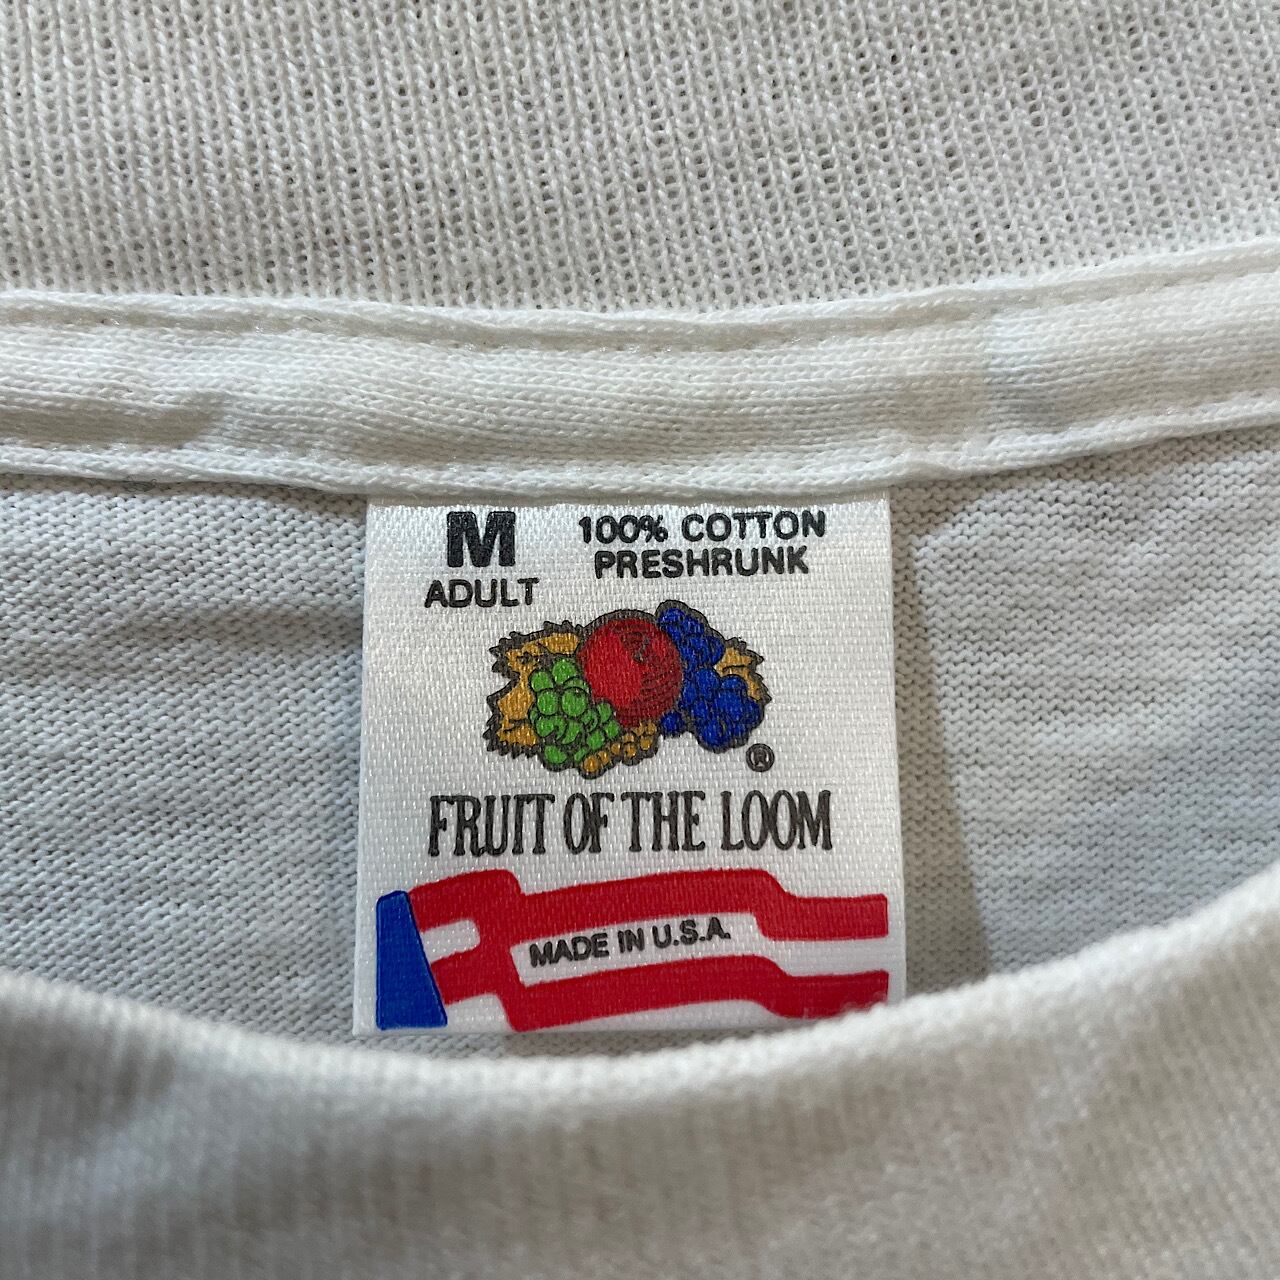 M
ADULT
100% COTTON
PRESHRUNK
®
FRUIT OF THE LOOM
MADE IN U.S.A.